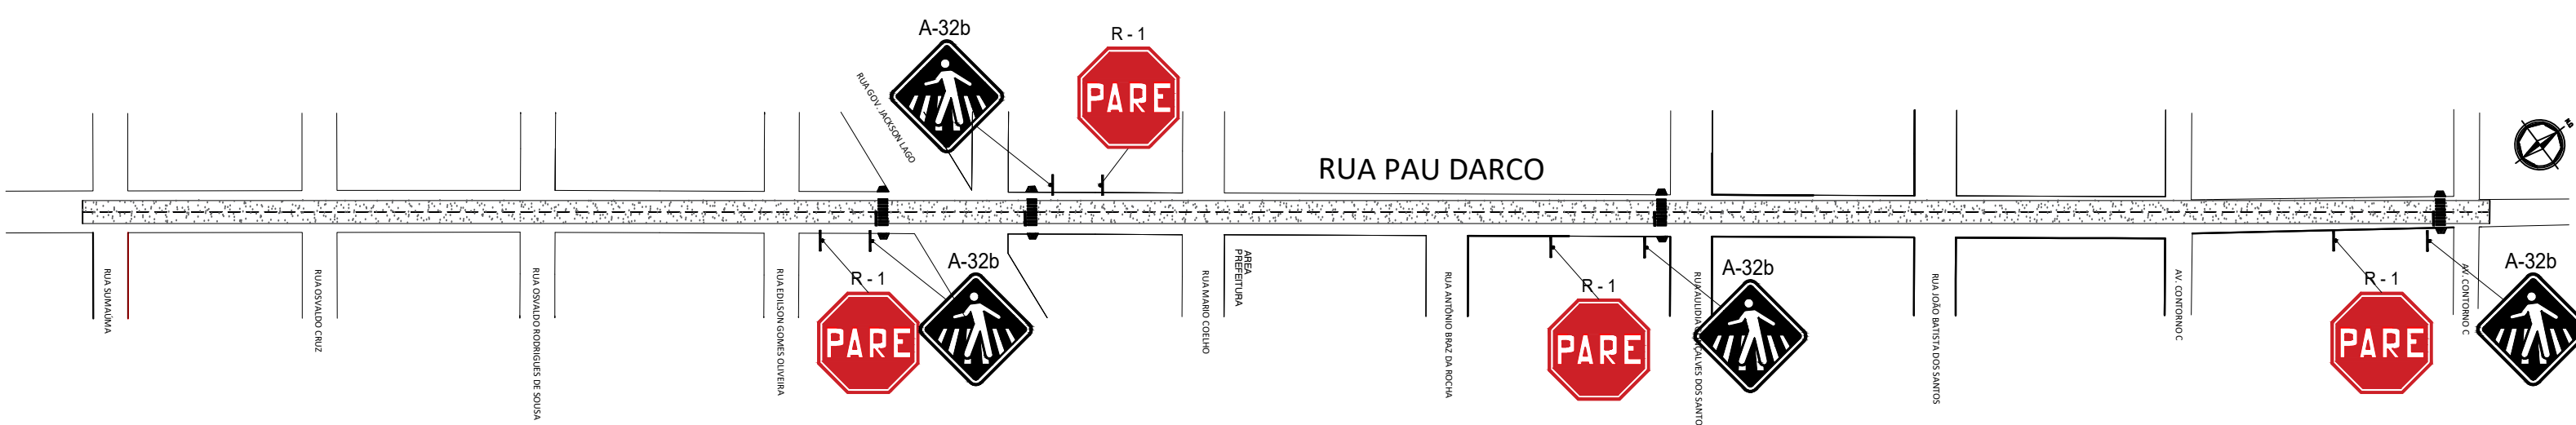 A-32b
R - 1
PARE
RUA GOV. JACKSON LAGO
RUA PAU DARCO
RUA SUMAÚMA
RUA OSVALDO CRUZ
RUA OSVALDO RODRIGUES DE SOUSA
RUA EDILSON GOMES OLIVEIRA
R - 1
PARE
A-32b
RUA MARIO COELHO
AREA
PREFEITURA
RUA ANTÔNIO BRAZ DA ROCHA
R - 1
PARE
A-32b
RUA JOÃO BATISTA DOS SANTOS
AV. CONTORNO C
R - 1
PARE
AV. CONTORNO C
A-32b